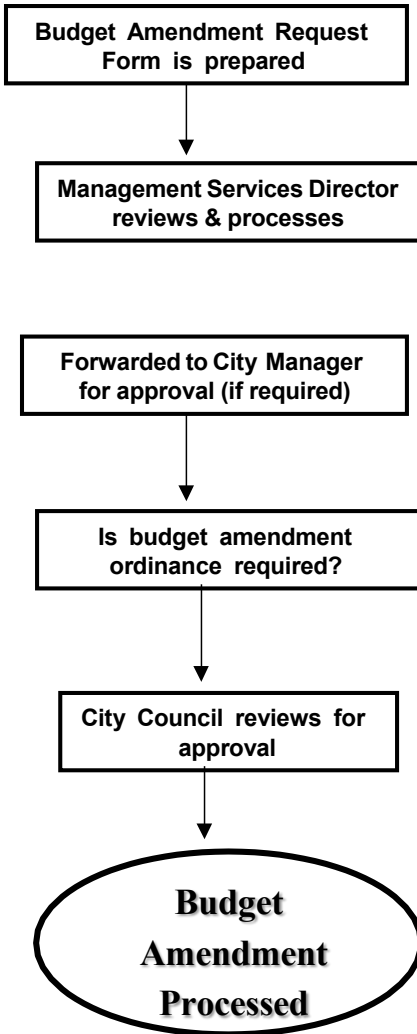 Budget Amendment Request
Form is prepared
Management Services Director
reviews & processes
Forwarded to City Manager
for approval (if required)
Is budget amendment
ordinance required?
City Council reviews for
approval
Budget
Amendment
Processed